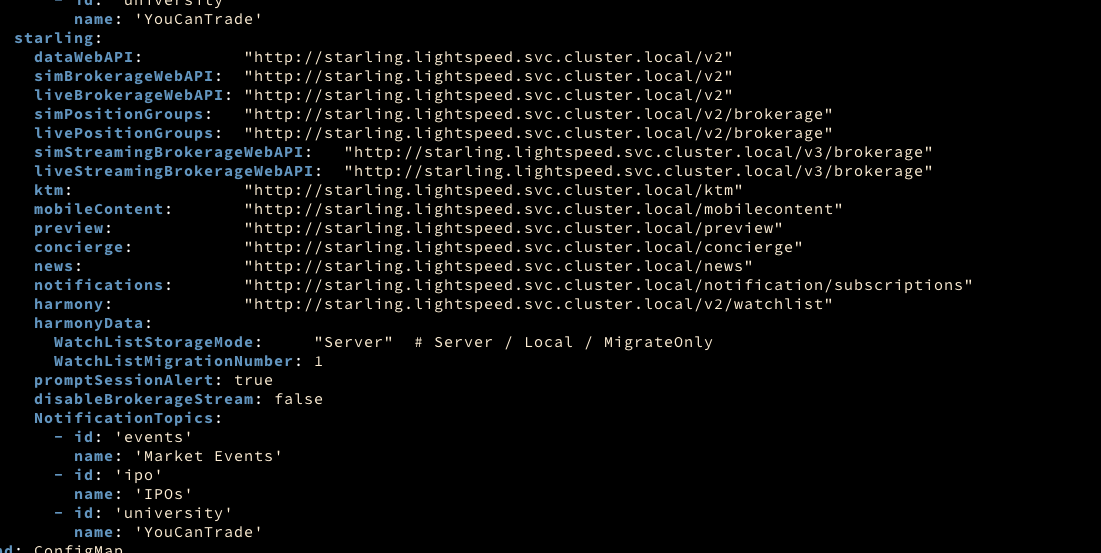 - id: 'university'
name: 'YouCanTrade'
starling:
dataWebAPI: "http://starling.lightspeed.svc.cluster.local/v2"
simBrokerageWebAPI: "http://starling.lightspeed.svc.cluster.local/v2"
liveBrokerageWebAPI: "http://starling.lightspeed.svc.cluster.local/v2"
simPositionGroups: "http://starling.lightspeed.svc.cluster.local/v2/brokerage"
livePositionGroups: "http://starling.lightspeed.svc.cluster.local/v2/brokerage"
simStreamingBrokerageWebAPI: "http://starling.lightspeed.svc.cluster.local/v3/brokerage"
liveStreamingBrokerageWebAPI: "http://starling.lightspeed.svc.cluster.local/v3/brokerage"
ktm: "http://starling.lightspeed.svc.cluster.local/ktm"
mobileContent: "http://starling.lightspeed.svc.cluster.local/mobilecontent"
preview: "http://starling.lightspeed.svc.cluster.local/preview"
concierge: "http://starling.lightspeed.svc.cluster.local/concierge"
news: "http://starling.lightspeed.svc.cluster.local/news"
notifications: "http://starling.lightspeed.svc.cluster.local/notification/subscriptions"
harmony: "http://starling.lightspeed.svc.cluster.local/v2/watchlist"
harmonyData:
WatchListStorageMode: "Server" # Server / Local / MigrateOnly
WatchListMigrationNumber: 1
promptSessionAlert: true
disableBrokerageStream: false
NotificationTopics:
- id: 'events'
name: 'Market Events'
- id: 'ipo'
name: 'IPOs'
- id: 'university'
name: 'YouCanTrade'
nd: ConfigMap